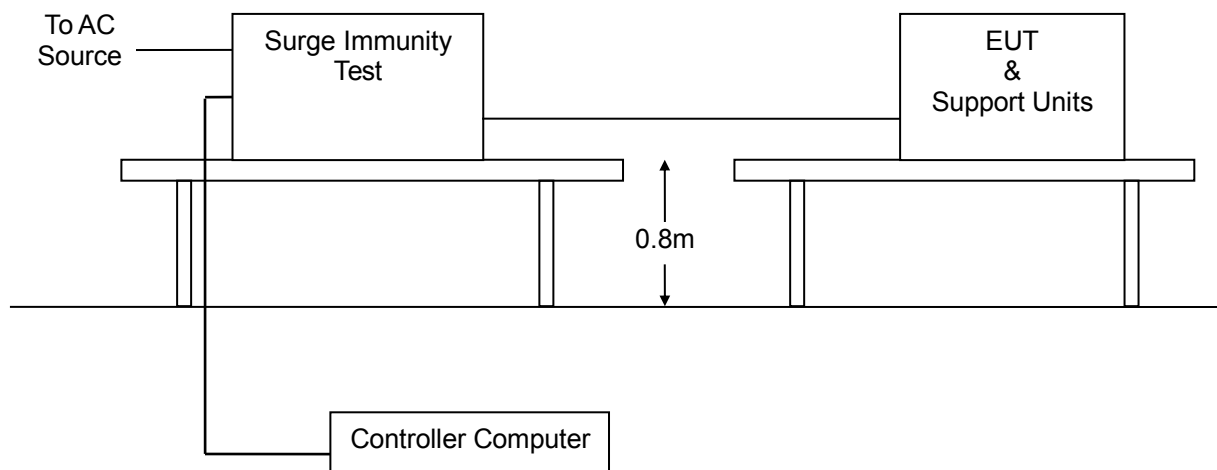 To AC
Source
Surge Immunity
Test
EUT
&
Support Units
0.8m
Controller Computer